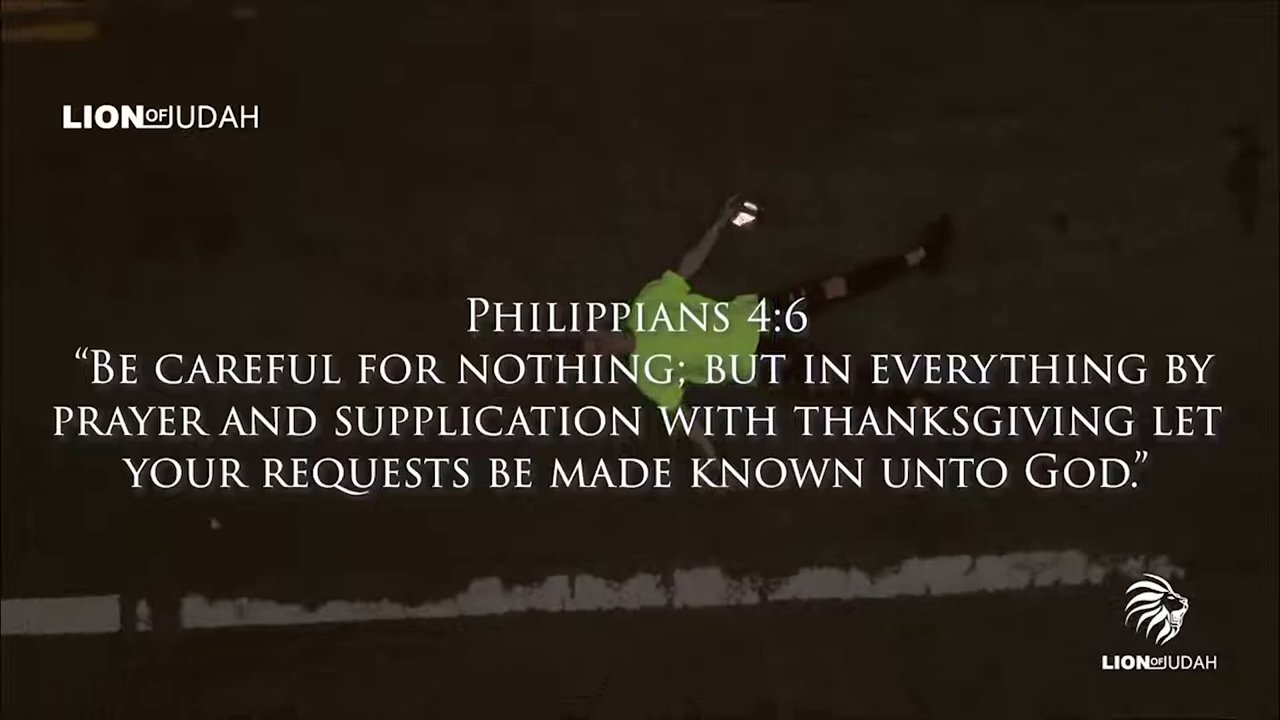 LIONOFJUDAH
PHILIPPIANS 4:6
“BE CAREFUL FOR NOTHING; BUT IN EVERYTHING BY
PRAYER AND SUPPLICATION WITH THANKSGIVING LET
YOUR REQUESTS BE MADE KNOWN UNTO GOD.”
LIONOFJUDAH